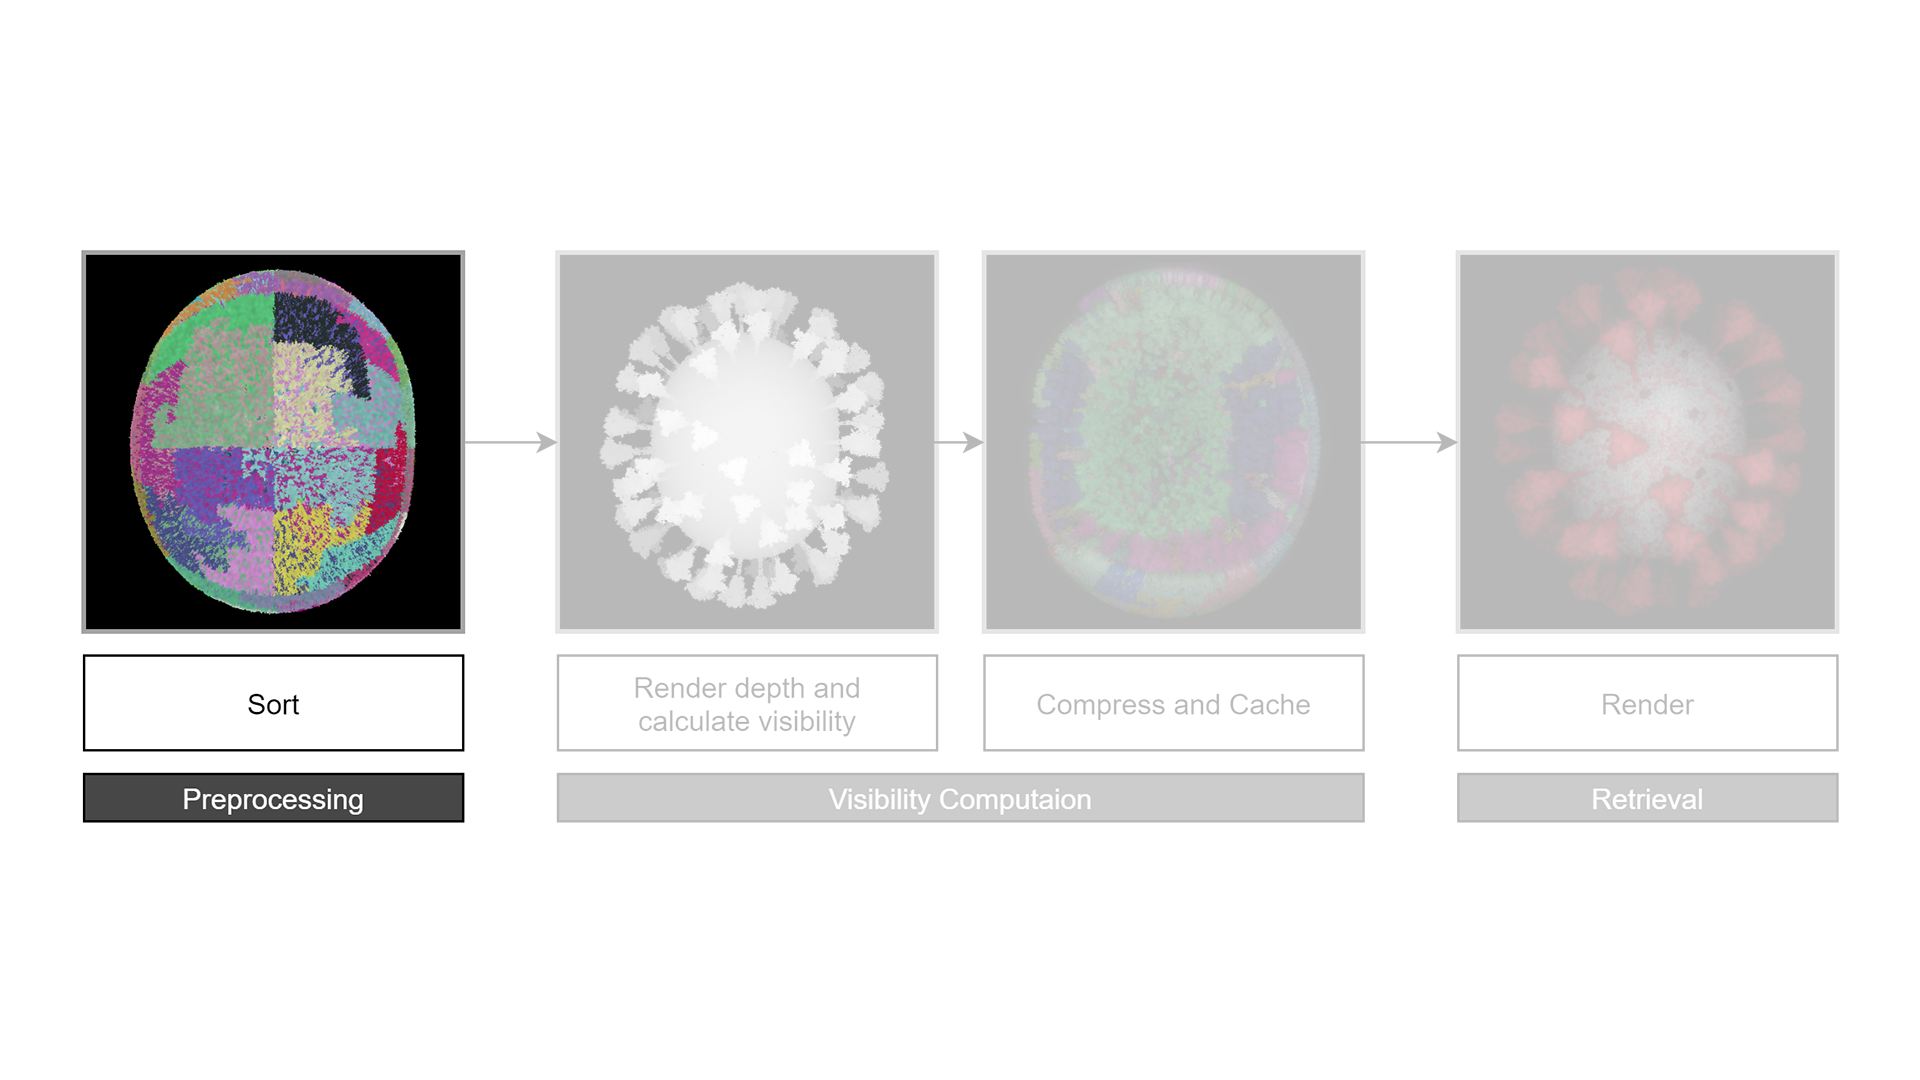 Sort
Render depth and
calculate visibility
Compress and Cache
Render
Preprocessing
Visibility Computaion
Retrieval